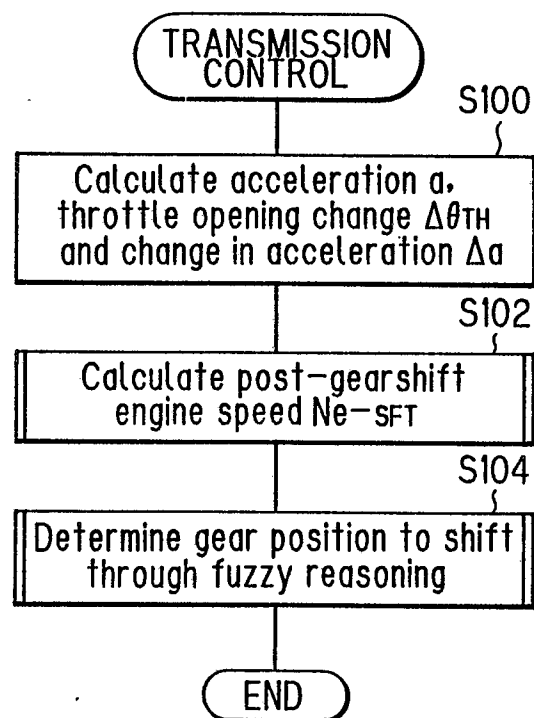 TRANSMISSION
CONTROL
S100
Calculate acceleration a,
throttle opening change ΔθTH
and change in acceleration Δa
S102
Calculate post-gearshift
engine speed Ne-SFT
S104
Determine gear position to shift
through fuzzy reasoning
END